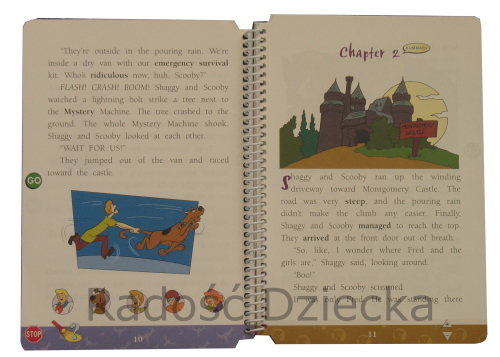 "They're outside in the pouring rain. We're
inside a dry van with our emergency survival
kit. Who's ridiculous now, huh, Scooby?"
FLASH! CRASH! BOOM! Shaggy and Scooby
watched a lightning bolt strike a tree next to
the Mystery Machine. The tree crashed to the
ground. The whole Mystery Machine shook.
Shaggy and Scooby looked at each other.
"WAIT FOR US!"
They jumped out of the van and raced
toward the castle.
GO
STOP
10
Chapter 2
SUMMARY
MONTGOMERY
CASTLE
Shaggy and Scooby ran up the winding
driveway toward Montgomery Castle. The
road was very steep, and the pouring rain
didn't make the climb any easier. Finally,
Shaggy and Scooby managed to reach the top.
They arrived at the front door out of breath.
"So, like, I wonder where Fred and the
girls are," Shaggy said, looking around.
"Boo!"
Shaggy and Scooby screamed.
It was only Fred. He was standing there
11
Radość Dziecka